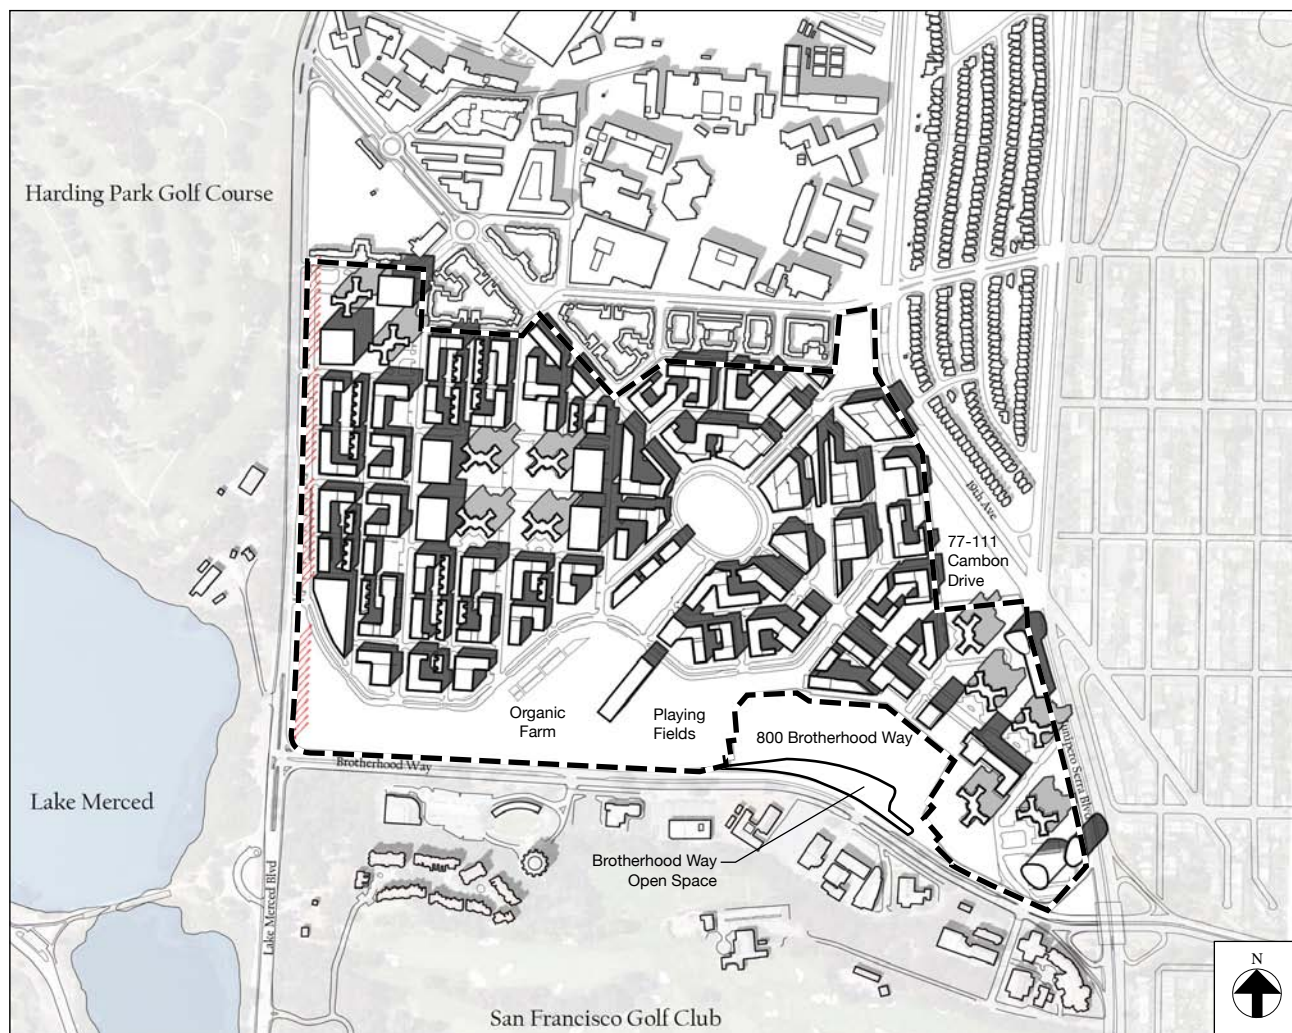 Harding Park Golf Course
19th Ave
77-111
Cambon
Drive
Organic
Farm
Playing
Fields
800 Brotherhood Way
Junipero Serra Blvd
Brotherhood Way
Lake Merced
Brotherhood Way
Open Space
Lake Merced Blvd
N
San Francisco Golf Club